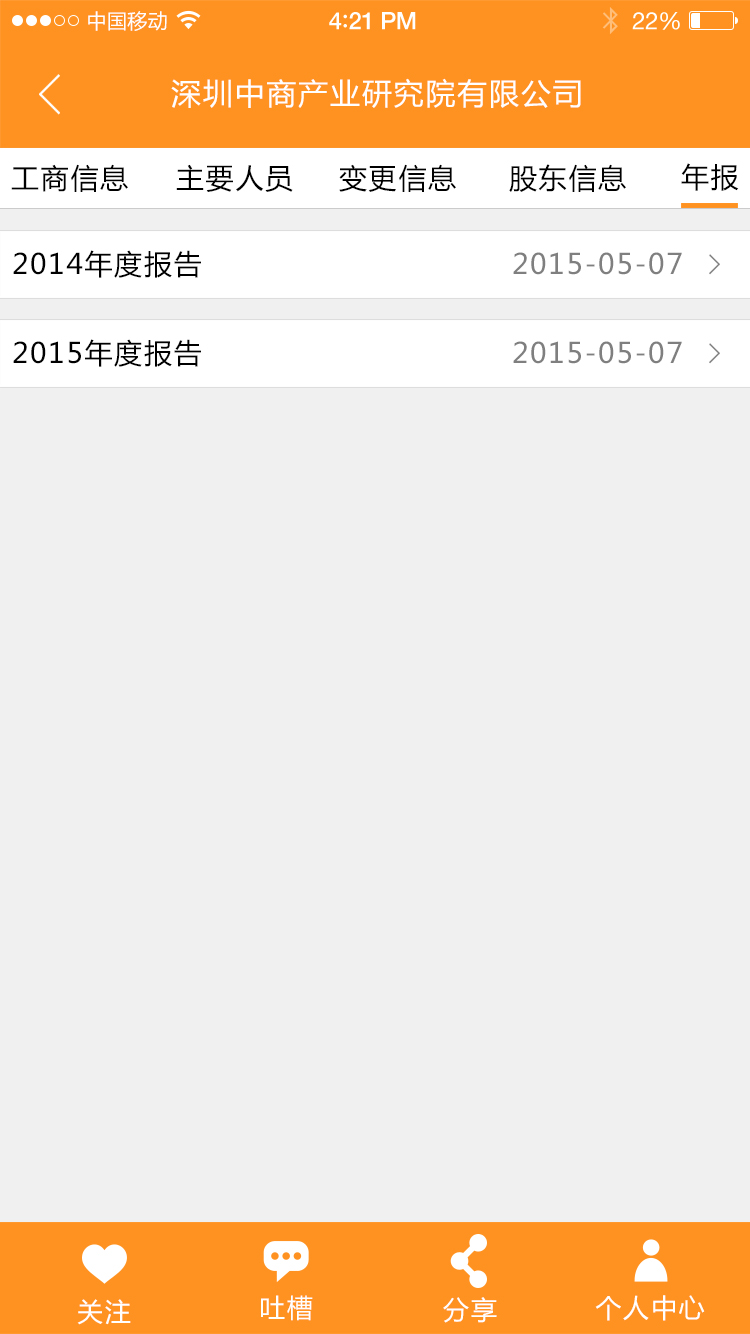 中国移动 4:21 PM 22%
深圳中商产业研究院有限公司
工商信息 主要人员 变更信息 股东信息 年报
2014年度报告 2015-05-07
2015年度报告 2015-05-07
关注 吐槽 分享 个人中心